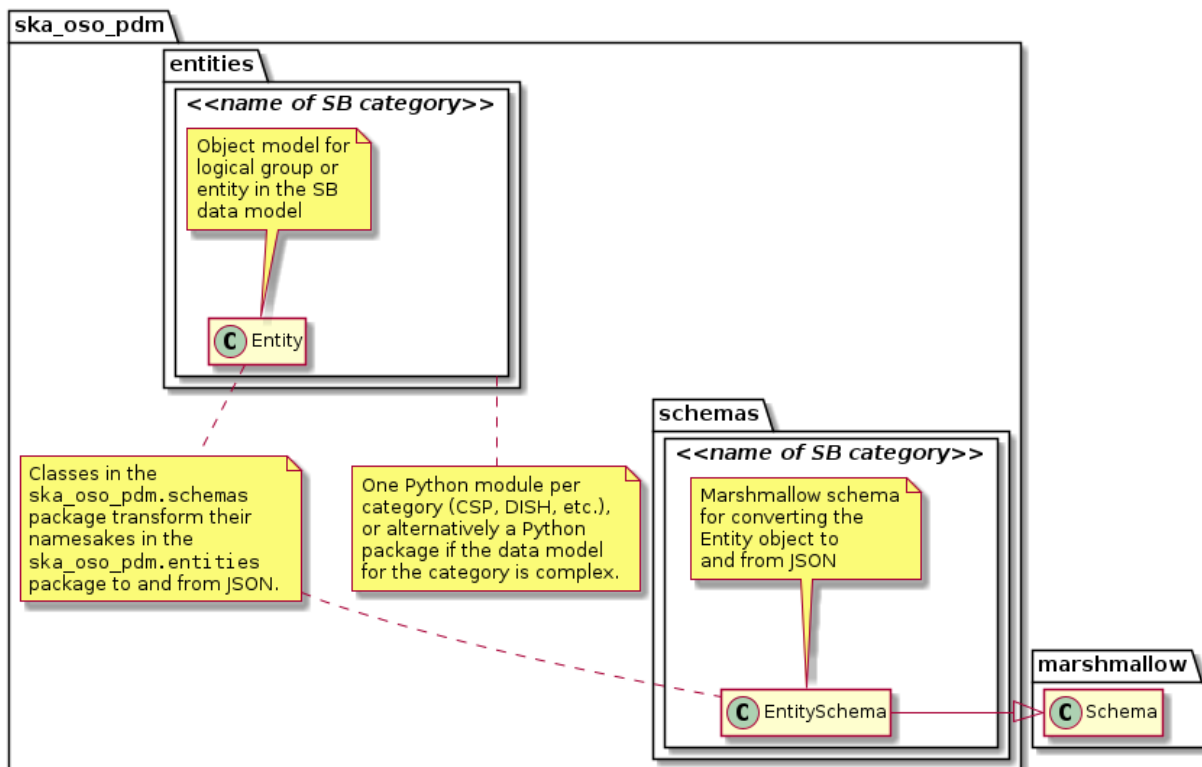 ska_oso_pdm
entities
<<name of SB category>>
Object model for
logical group or
entity in the SB
data model
C Entity
schemas
<<name of SB category>>
Classes in the
ska_oso_pdm.schemas
package transform their
namesakes in the
ska_oso_pdm.entities
package to and from JSON.
One Python module per
category (CSP, DISH, etc.),
or alternatively a Python
package if the data model
for the category is complex.
Marshmallow schema
for converting the
Entity object to
and from JSON
marshmallow
C EntitySchema
C Schema